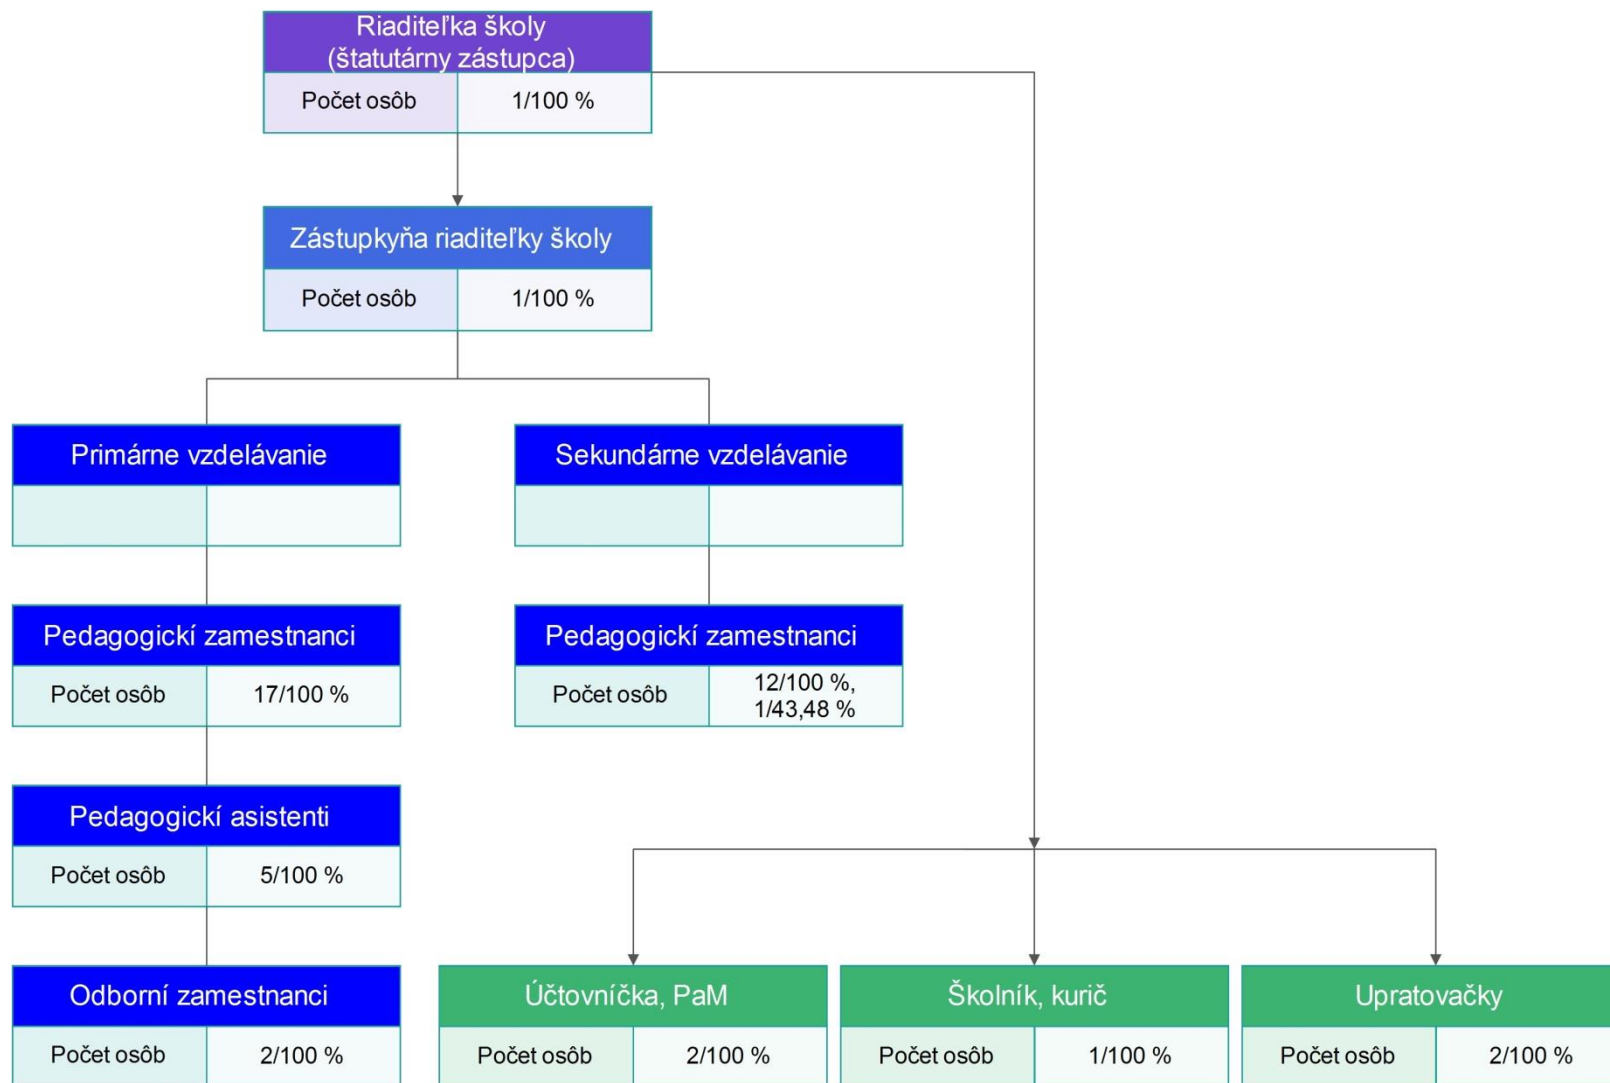 Riaditeľka školy
(štatutárny zástupca)
Počet osôb 1/100 %
Zástupkyňa riaditeľky školy
Počet osôb 1/100 %
Primárne vzdelávanie
Sekundárne vzdelávanie
Pedagogickí zamestnanci
Počet osôb 17/100 %
Pedagogickí zamestnanci
Počet osôb 12/100 %,
1/43,48 %
Pedagogickí asistenti
Počet osôb 5/100 %
Odborní zamestnanci
Počet osôb 2/100 %
Účtovníčka, PaM
Počet osôb 2/100 %
Školník, kurič
Počet osôb 1/100 %
Upratovačky
Počet osôb 2/100 %